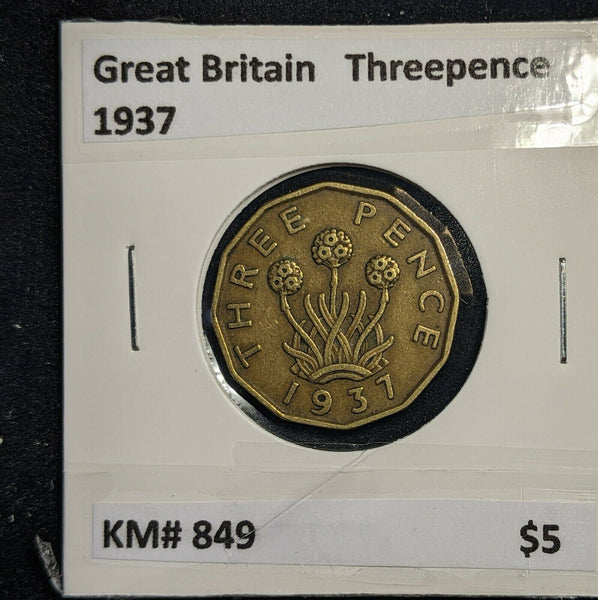 Great Britain Threepence
1937
THREE PENCE
1937
KM# 849 $5